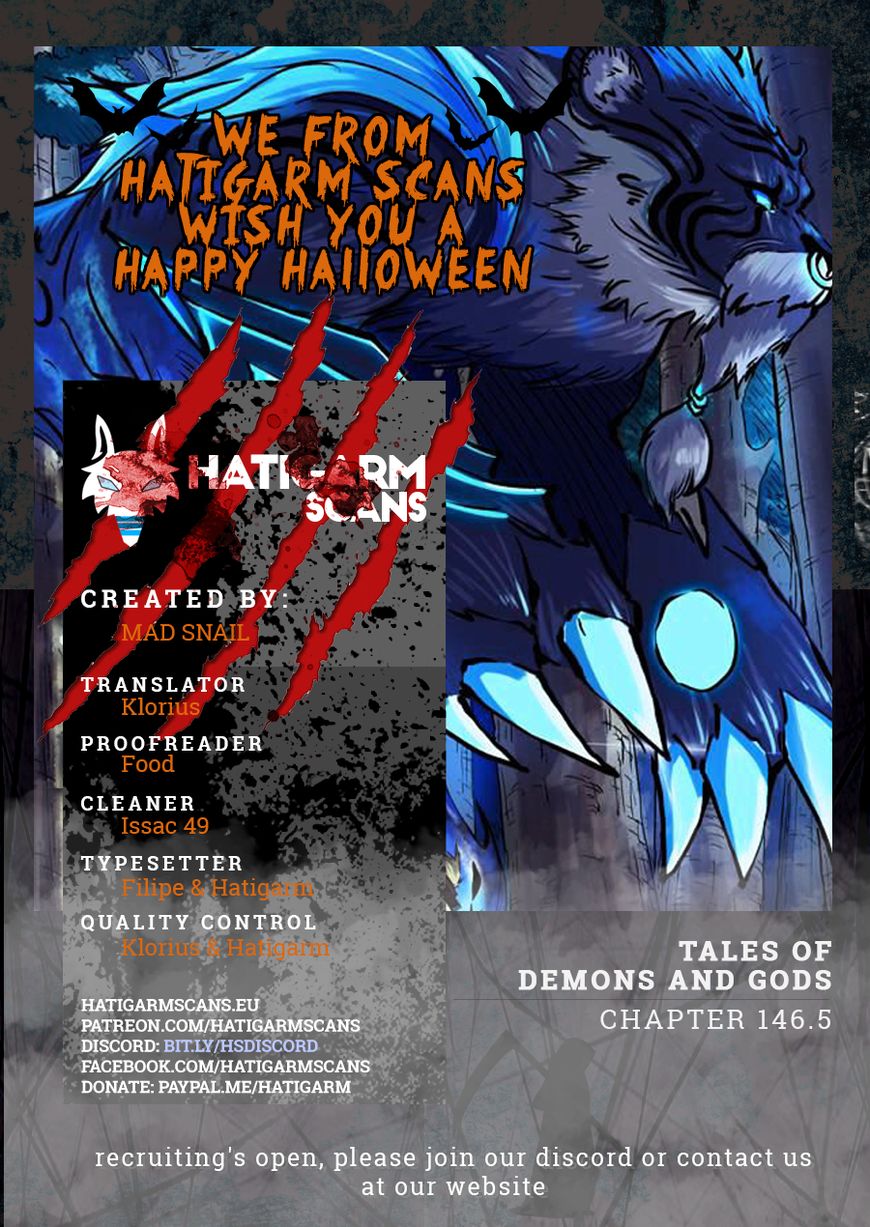 WE FROM
HATIGARM SCANS
WISH YOU A
HAPPY HAllOWEEN
HATIGARM
SCANS
CREATED BY:
MAD SNAIL
TRANSLATOR
Klorius
PROOFREADER
Food
CLEANER
Issac 49
TYPESETTER
Filipe & Hatigarm
QUALITY CONTROL
Klorius & Hatigarm
HATIGARMSCANS.EU
PATREON.COM/HATIGARMSCANS
DISCORD: BIT.LY/HSDISCORD
FACEBOOK.COM/HATIGARMSCANS
DONATE: PAYPAL.ME/HATIGARM
TALES OF
DEMONS AND GODS
CHAPTER 146.5
recruiting's open, please join our discord or contact us
at our website